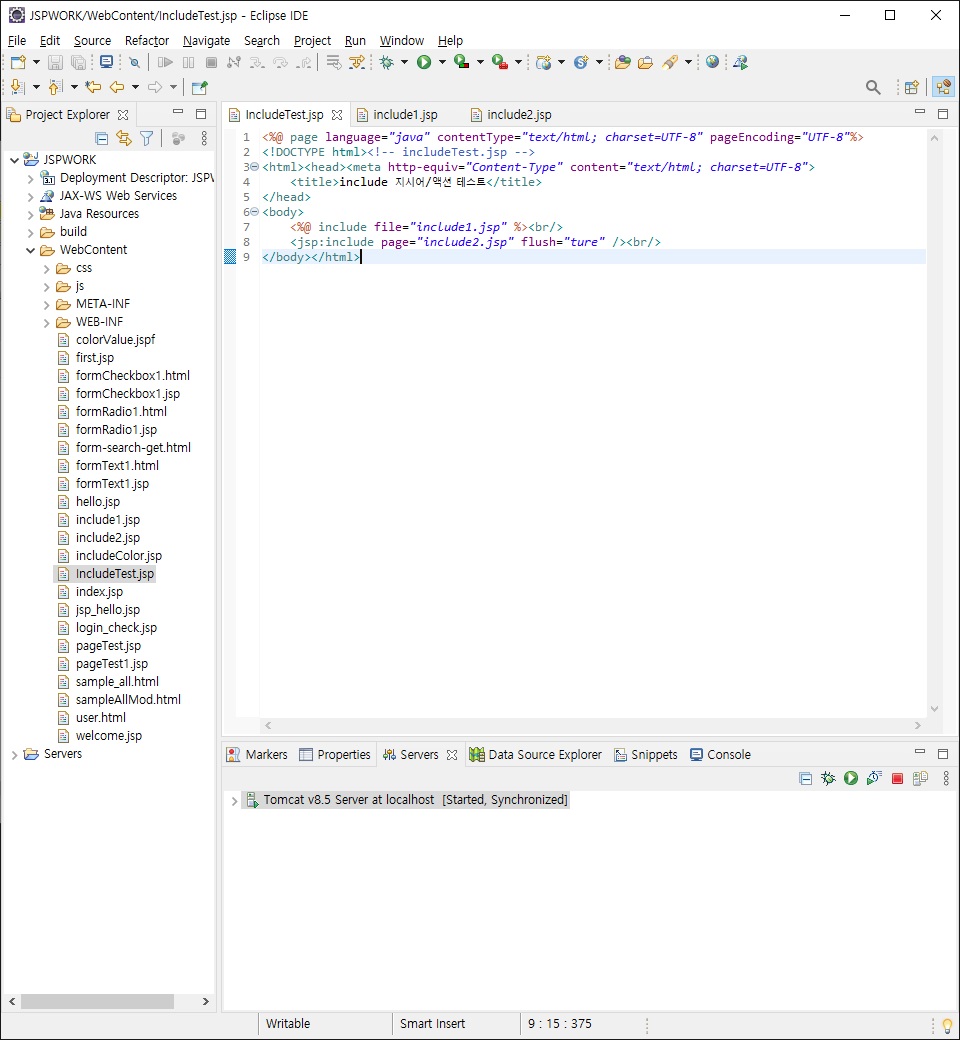 JSPWORK/WebContent/IncludeTest.jsp - Eclipse IDE
File Edit Source Refactor Navigate Search Project Run Window Help
Project Explorer
JSPWORK
Deployment Descriptor: JSPW
JAX-WS Web Services
Java Resources
build
WebContent
css
js
META-INF
WEB-INF
colorValue.jspf
first.jsp
formCheckbox1.html
formCheckbox1.jsp
formRadio1.html
formRadio1.jsp
form-search-get.html
formText1.html
formText1.jsp
hello.jsp
include1.jsp
include2.jsp
includeColor.jsp
IncludeTest.jsp
index.jsp
jsp_hello.jsp
login_check.jsp
pageTest.jsp
pageTest1.jsp
sample_all.html
sampleAllMod.html
user.html
welcome.jsp
Servers
IncludeTest.jsp include1.jsp include2.jsp
1 <%@ page language="java" contentType="text/html; charset=UTF-8" pageEncoding="UTF-8"%>
2 <!DOCTYPE html><!-- includeTest.jsp -->
3 <html><head><meta http-equiv="Content-Type" content="text/html; charset=UTF-8">
4 <title>include 지시어/액션 테스트</title>
5 </head>
6 <body>
7 <%@ include file="include1.jsp" %><br/>
8 <jsp:include page="include2.jsp" flush="ture" /><br/>
9 </body></html>
Markers Properties Servers Data Source Explorer Snippets Console
Tomcat v8.5 Server at localhost [Started, Synchronized]
Writable Smart Insert 9 : 15 : 375